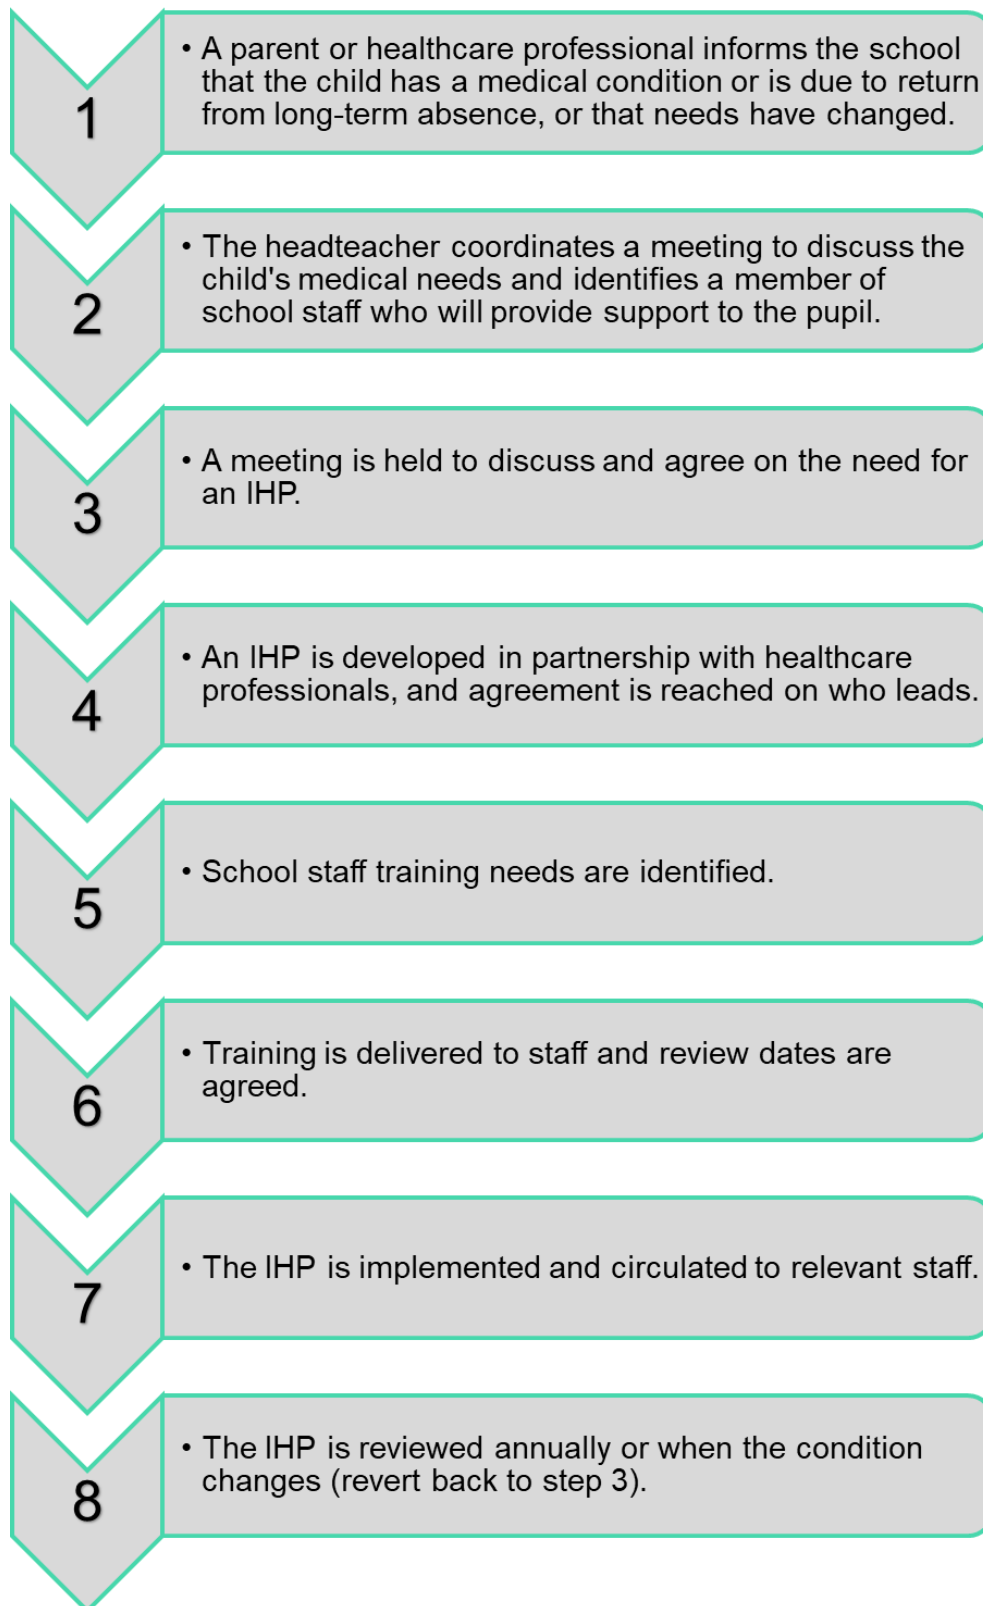 1
• A parent or healthcare professional informs the school
that the child has a medical condition or is due to return
from long-term absence, or that needs have changed.
2
• The headteacher coordinates a meeting to discuss the
child's medical needs and identifies a member of
school staff who will provide support to the pupil.
3
• A meeting is held to discuss and agree on the need for
an IHP.
4
• An IHP is developed in partnership with healthcare
professionals, and agreement is reached on who leads.
5
• School staff training needs are identified.
6
• Training is delivered to staff and review dates are
agreed.
7
• The IHP is implemented and circulated to relevant staff.
8
• The IHP is reviewed annually or when the condition
changes (revert back to step 3).